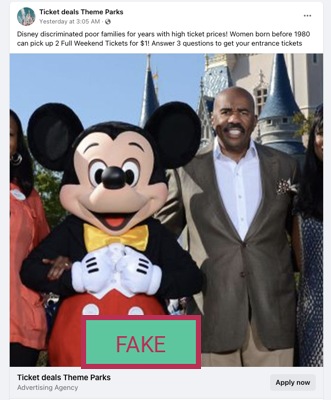 Ticket deals Theme Parks
Yesterday at 3:05 AM ·
Disney discriminated poor families for years with high ticket prices! Women born before 1980
can pick up 2 Full Weekend Tickets for $1! Answer 3 questions to get your entrance tickets
FAKE
Ticket deals Theme Parks
Advertising Agency
Apply now